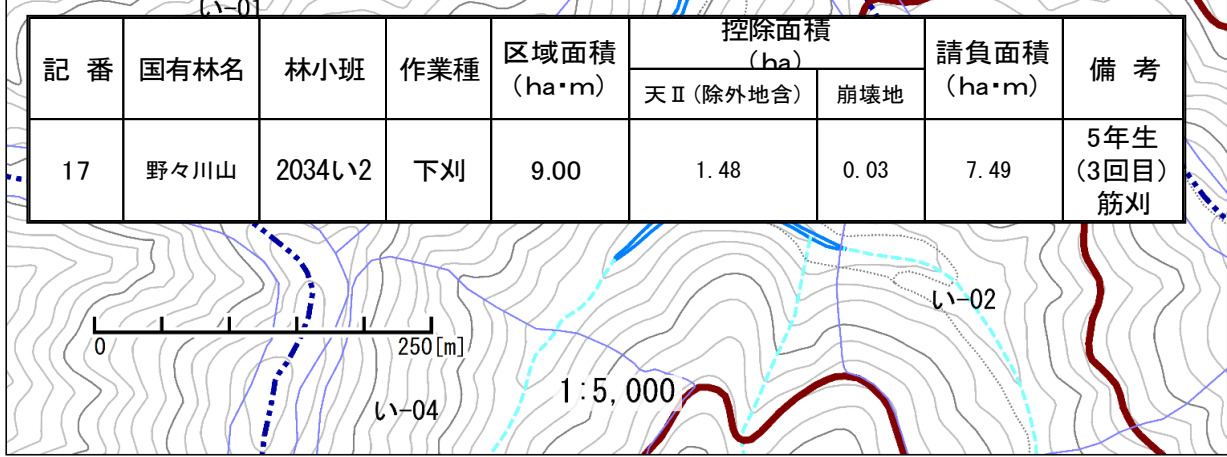 い-01
記 番 国有林名 林小班 作業種 区域面積(ha・m) 控除面積(ha) 請負面積(ha・m) 備 考
天Ⅱ(除外地含) 崩壊地
17 野々川山 2034い2 下刈 9.00 1.48 0.03 7.49 5年生
(3回目)
筋刈
い-02
0 250[m]
1:5,000
い-04